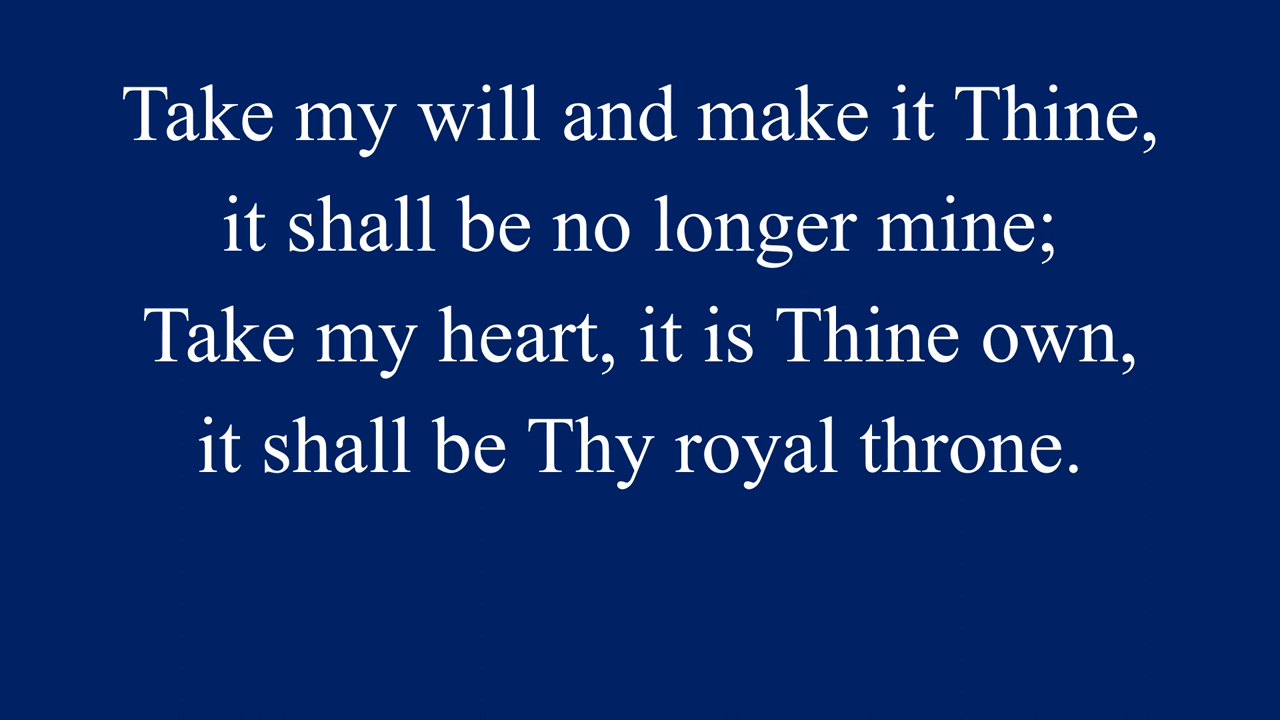 Take my will and make it Thine,
it shall be no longer mine;
Take my heart, it is Thine own,
it shall be Thy royal throne.